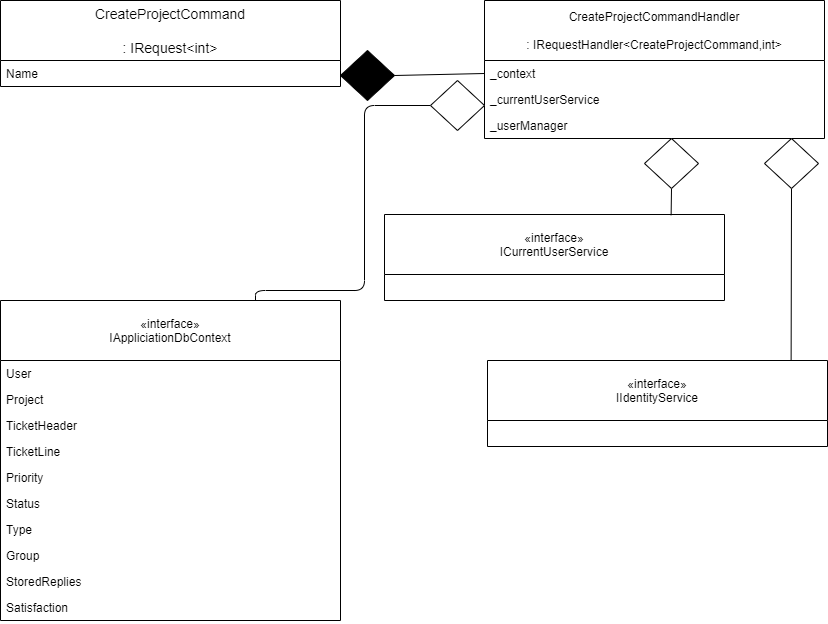 CreateProjectCommand
: IRequest<int>
Name
CreateProjectCommandHandler
: IRequestHandler<CreateProjectCommand,int>
_context
_currentUserService
_userManager
«interface»
ICurrentUserService
«interface»
IAppliciationDbContext
User
Project
TicketHeader
TicketLine
Priority
Status
Type
Group
StoredReplies
Satisfaction
«interface»
IIdentityService